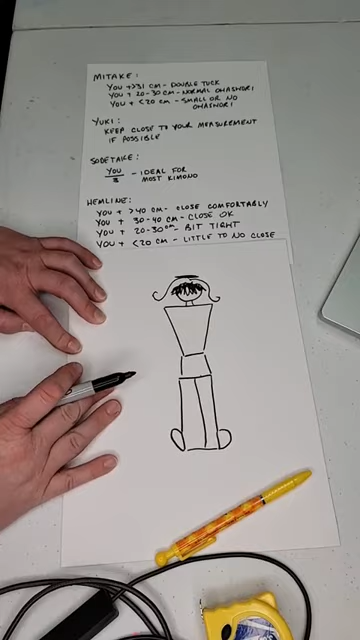 MITAKE:
YOU +>31 CM - DOUBLE TUCK
YOU + 20-30 CM - NORMAL OHASHORI
YOU + <20 CM - SMALL OR NO
OHASHORI
YUKI:
KEEP CLOSE TO YOUR MEASUREMENT
IF POSSIBLE
SODETAKE:
YOU
3 - IDEAL FOR
MOST KIMONO
HEMLINE:
YOU + >40 CM - CLOSE COMFORTABLY
YOU + 30-40 CM - CLOSE OK
YOU + 20-30 CM BIT TIGHT
YOU + <20 CM - LITTLE TO NO CLOSE